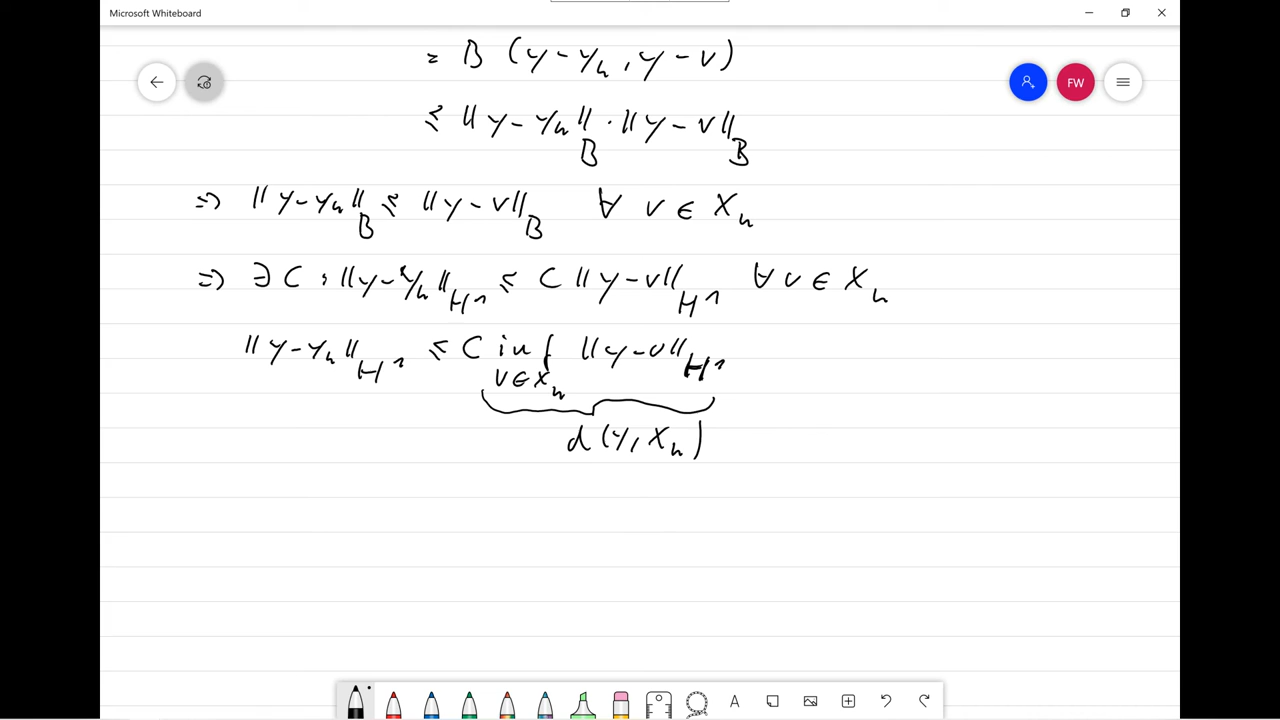 Microsoft Whiteboard
= B (y - y_h, y - v)
≤ ||y - y_h||_B · ||y - v||_B
⇒ ||y - y_h||_B ≤ ||y - v||_B ∀ v ∈ X_h
FW
⇒ ∃ C : ||y - y_h||_{H^1} ≤ C ||y - v||_{H^1} ∀ v ∈ X_h
||y - y_h||_{H^1} ≤ C inf_{v ∈ X_h} ||y - v||_{H^1}
d(y, X_h)
A